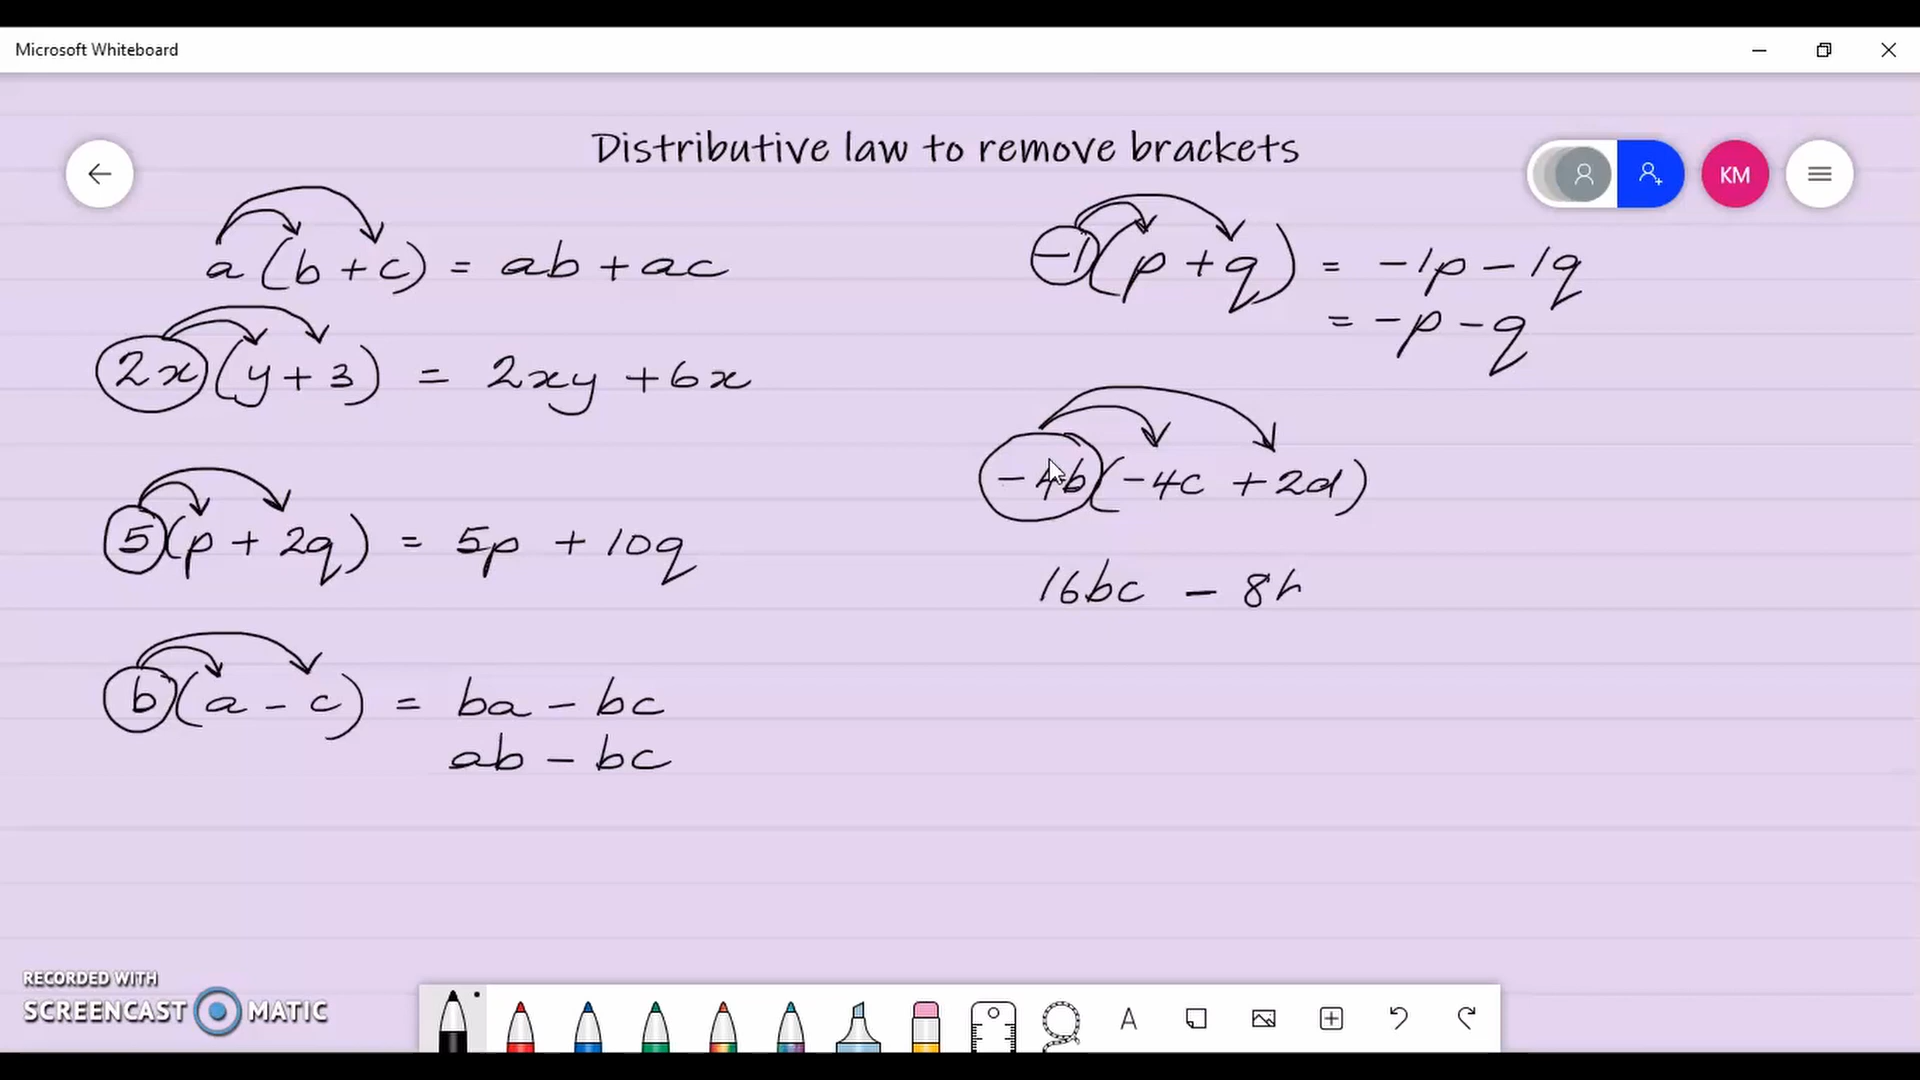 Microsoft Whiteboard
Distributive law to remove brackets
KM
a(b+c) = ab+ac
2x(y+3) = 2xy+6x
5(p+2q) = 5p+10q
b(a-c) = ba-bc
ab-bc
-1(p+q) = -1p-1q
= -p-q
-4b(-4c+2d)
16bc - 8
RECORDED WITH
SCREENCAST MATIC
A